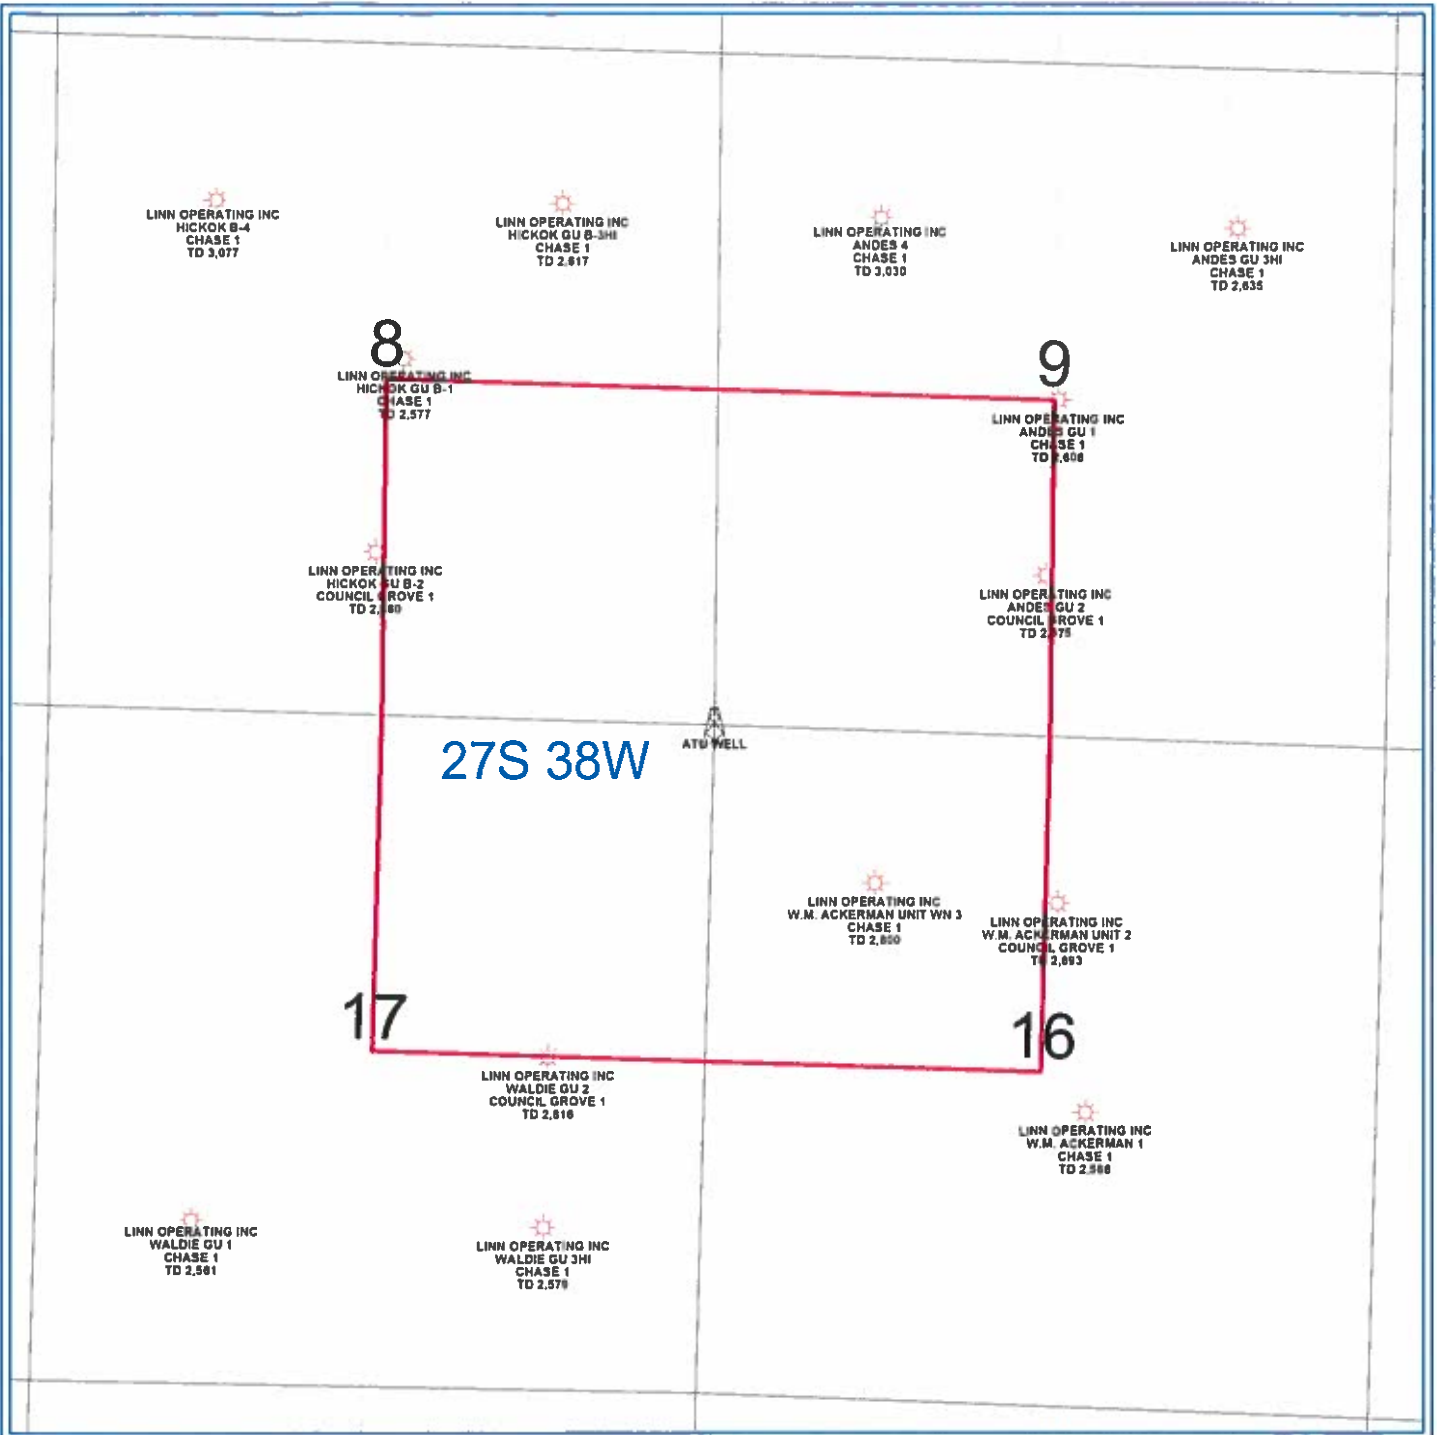 LINN OPERATING INC
HICKOK B-4
CHASE 1
TD 3,077
LINN OPERATING INC
HICKOK GU B-3HI
CHASE 1
TD 2,617
LINN OPERATING INC
ANDES 4
CHASE 1
TD 3,030
LINN OPERATING INC
ANDES GU 3HI
CHASE 1
TD 2,635
8
LINN OPERATING INC
HICKOK GU B-1
CHASE 1
TD 2,577
9
LINN OPERATING INC
ANDES GU 1
CHASE 1
TD
LINN OPERATING INC
HICKOK GU B-2
COUNCIL GROVE 1
TD
LINN OPERATING INC
ANDES GU 2
COUNCIL GROVE 1
TD
27S 38W
ATU WELL
LINN OPERATING INC
W.M. ACKERMAN UNIT WN 3
CHASE 1
TD
LINN OPERATING INC
W.M. ACKERMAN UNIT 2
COUNCIL GROVE 1
TD 2,893
17
16
LINN OPERATING INC
WALDIE GU 2
COUNCIL GROVE 1
TD 2,816
LINN OPERATING INC
W.M. ACKERMAN 1
CHASE 1
TD
LINN OPERATING INC
WALDIE GU 1
CHASE 1
TD 2,561
LINN OPERATING INC
WALDIE GU 3HI
CHASE 1
TD